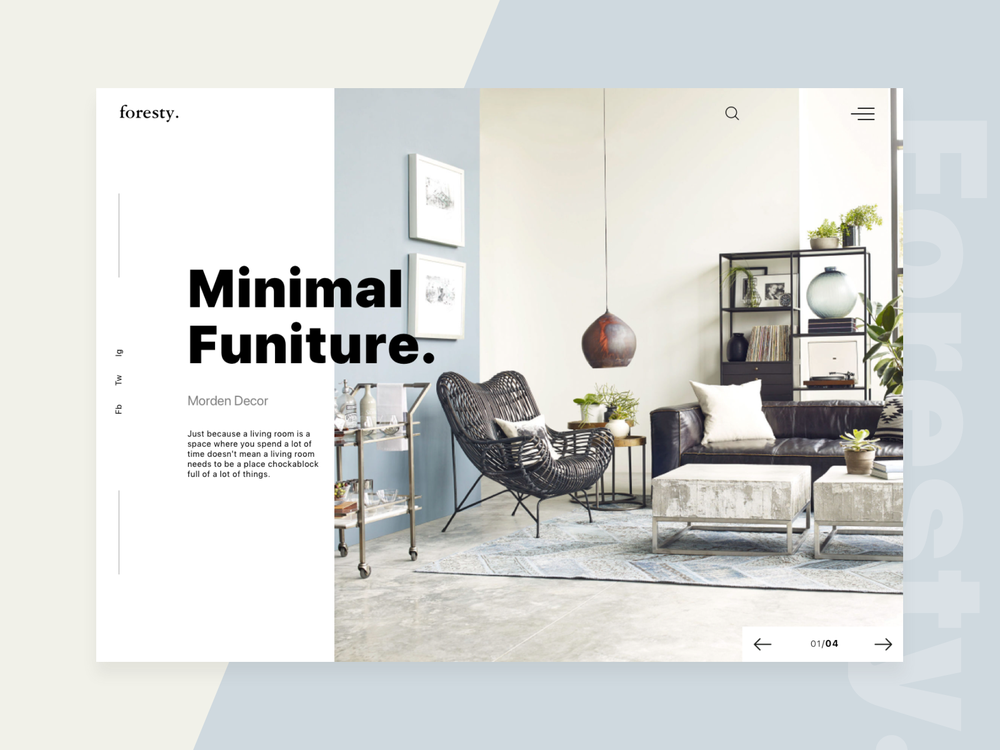 foresty.
Minimal
Funiture.
Ig
Tw
Fb
Morden Decor
Just because a living room is a
space where you spend a lot of
time doesn't mean a living room
needs to be a place chockablock
full of a lot of things.
01/04
Foresty.